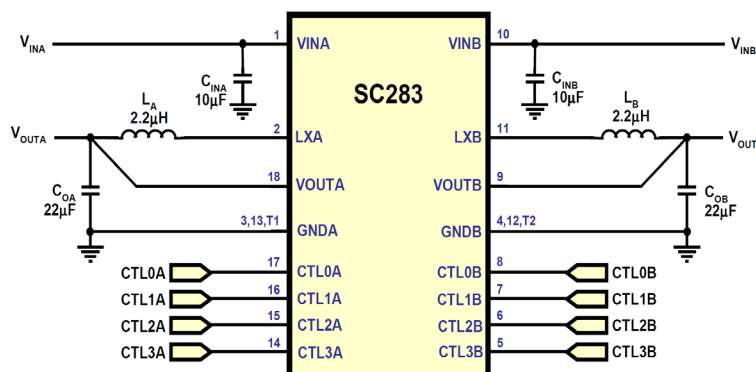 VINA 1 VINA VINB 10 VINB
CINA CINB
10µF SC283 10µF
LA LB
2.2µH 2.2µH
VOUTA 2 LXA LXB 11 VOUT
18 VOUTA VOUTB 9
COA COB
22µF 22µF
3,13,T1 GNDA GNDB 4,12,T2
CTL0A 17 CTL0A CTL0B 8 CTL0B
CTL1A 16 CTL1A CTL1B 7 CTL1B
CTL2A 15 CTL2A CTL2B 6 CTL2B
CTL3A 14 CTL3A CTL3B 5 CTL3B